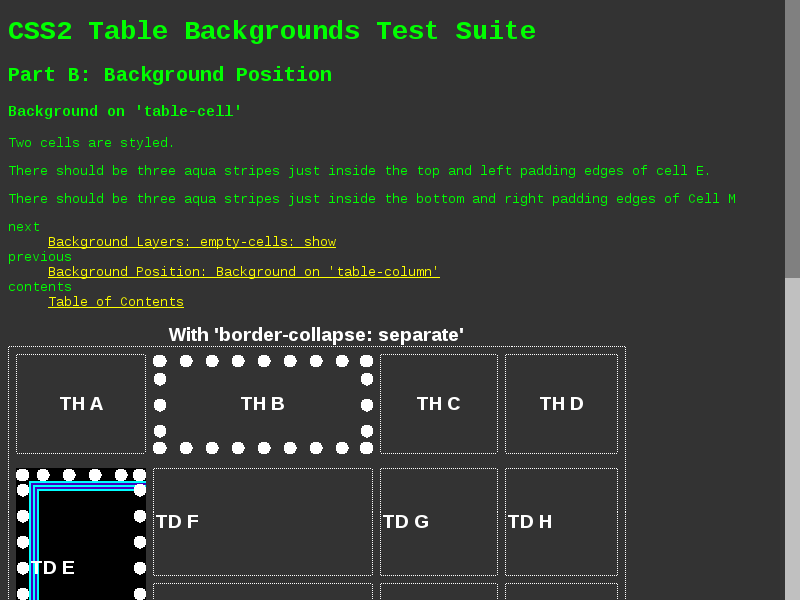 CSS2 Table Backgrounds Test Suite
Part B: Background Position
Background on 'table-cell'
Two cells are styled.
There should be three aqua stripes just inside the top and left padding edges of cell E.
There should be three aqua stripes just inside the bottom and right padding edges of Cell M
next
Background Layers: empty-cells: show
previous
Background Position: Background on 'table-column'
contents
Table of Contents
With 'border-collapse: separate'
TH A TH B TH C TH D
TD F TD G TD H
TD E